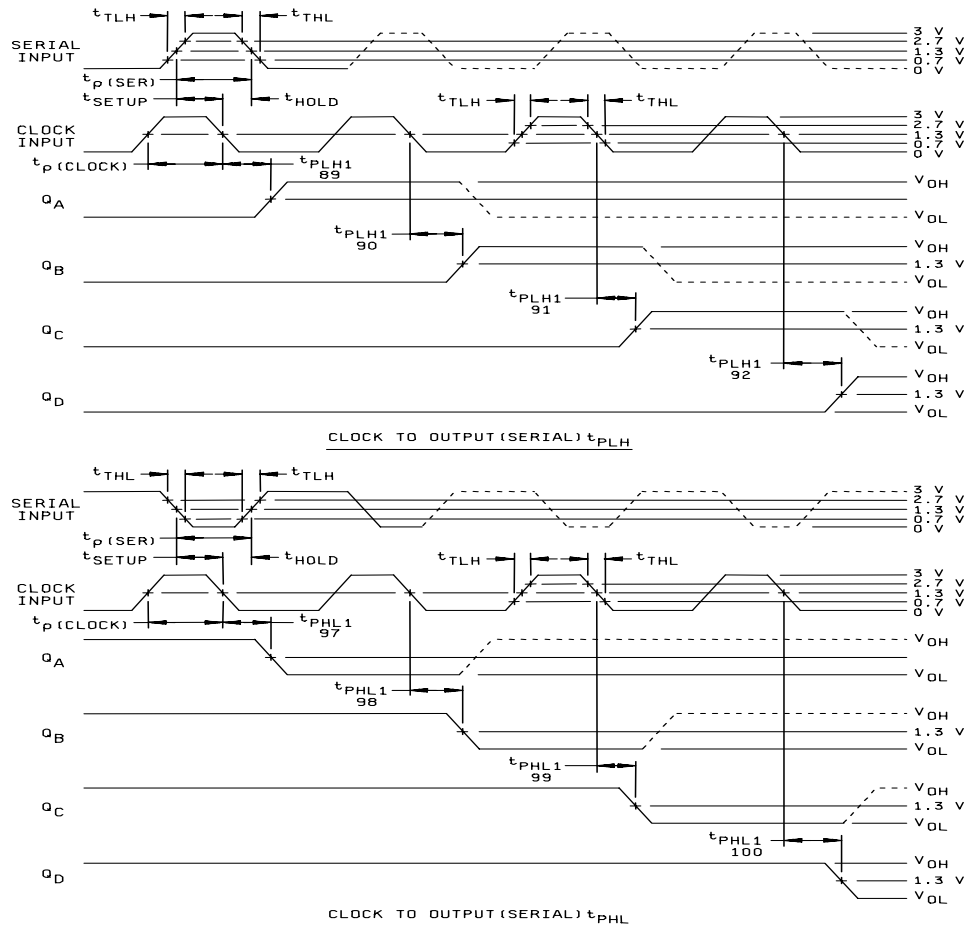 tTLH tTHL
SERIAL INPUT
3 V
2.7 V
1.3 V
0.7 V
0 V
tp(SER)
tSETUP tHOLD tTLH tTHL
CLOCK INPUT
3 V
2.7 V
1.3 V
0.7 V
0 V
tp(CLOCK) tPLH1 89
QA
VOH
VOL
tPLH1 90
QB
VOH
1.3 V
VOL
tPLH1 91
QC
VOH
1.3 V
VOL
tPLH1 92
QD
VOH
1.3 V
VOL
CLOCK TO OUTPUT(SERIAL) tPLH
tTHL tTLH
SERIAL INPUT
3 V
2.7 V
1.3 V
0.7 V
0 V
tp(SER)
tSETUP tHOLD tTLH tTHL
CLOCK INPUT
3 V
2.7 V
1.3 V
0.7 V
0 V
tp(CLOCK) tPHL1 97
QA
VOH
VOL
tPHL1 98
QB
VOH
1.3 V
VOL
tPHL1 99
QC
VOH
1.3 V
VOL
tPHL1 100
QD
VOH
1.3 V
VOL
CLOCK TO OUTPUT(SERIAL) tPHL